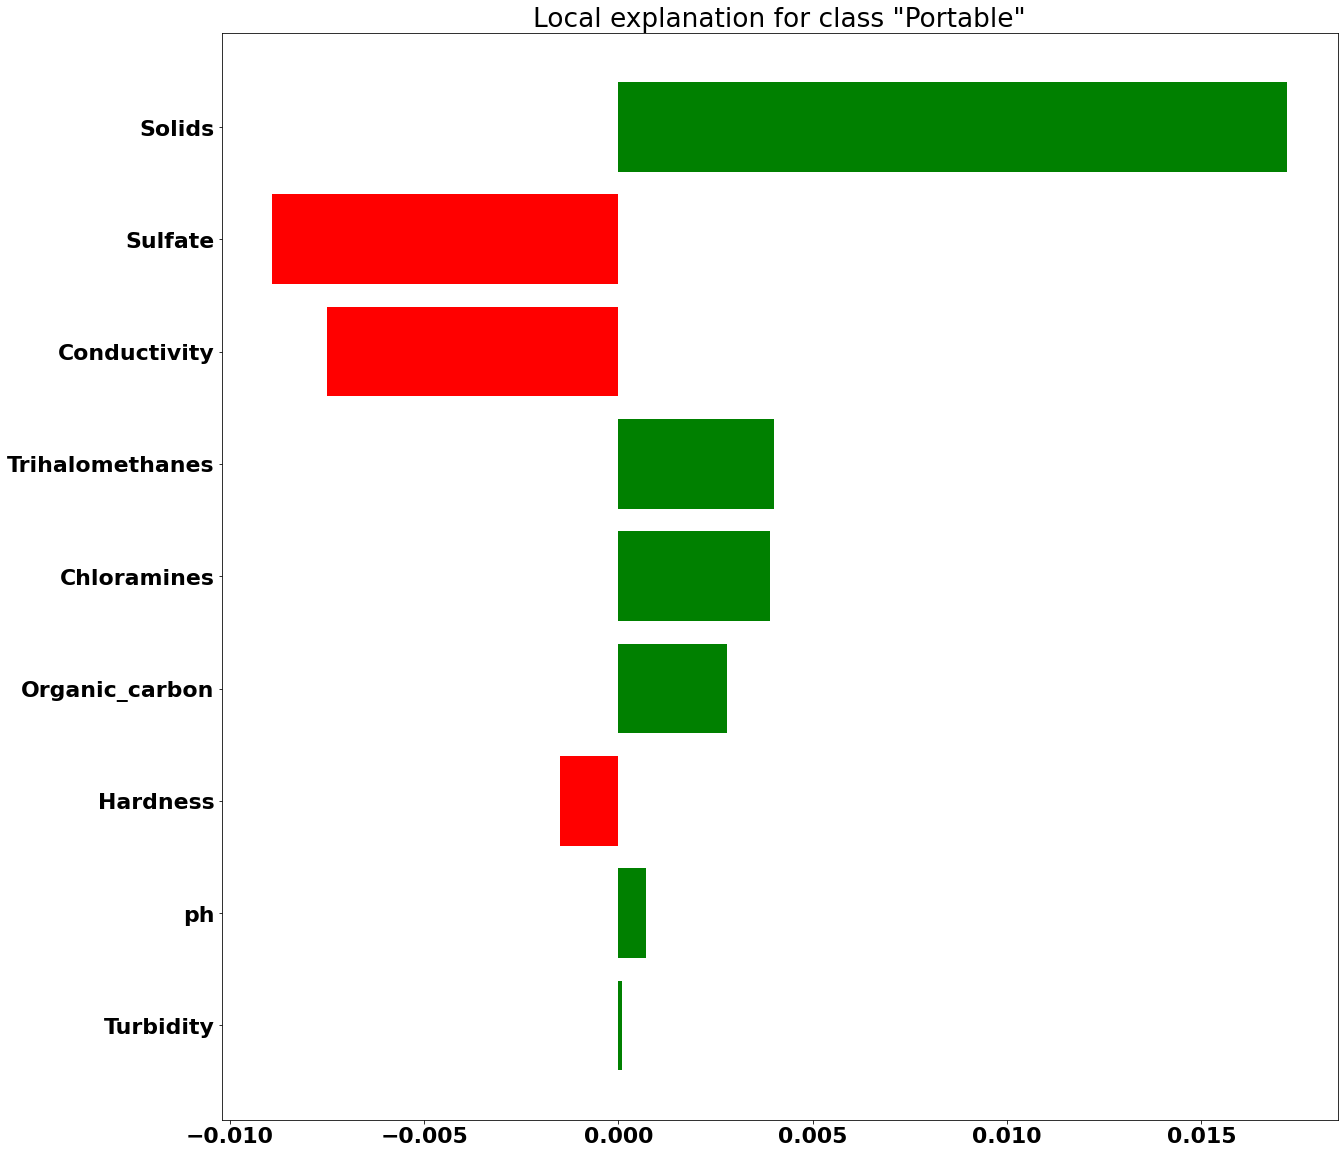 Local explanation for class "Portable"
Solids
Sulfate
Conductivity
Trihalomethanes
Chloramines
Organic_carbon
Hardness
ph
Turbidity
−0.010 −0.005 0.000 0.005 0.010 0.015